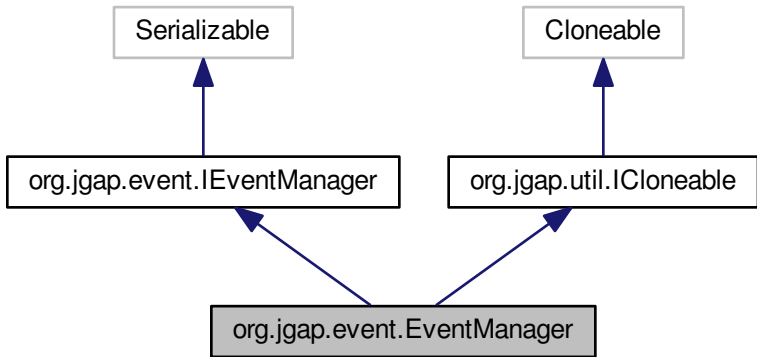 Serializable
Cloneable
org.jgap.event.IEventManager
org.jgap.util.ICloneable
org.jgap.event.EventManager